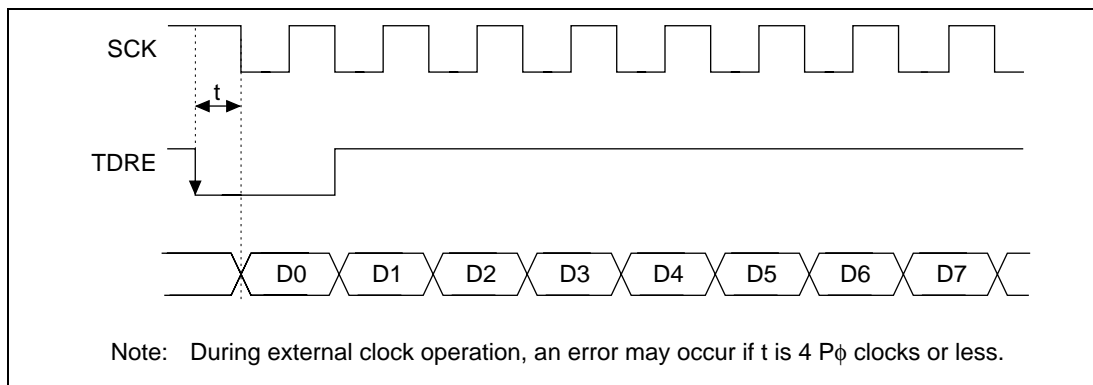 SCK
t
TDRE
D0 D1 D2 D3 D4 D5 D6 D7
Note: During external clock operation, an error may occur if t is 4 Pϕ clocks or less.